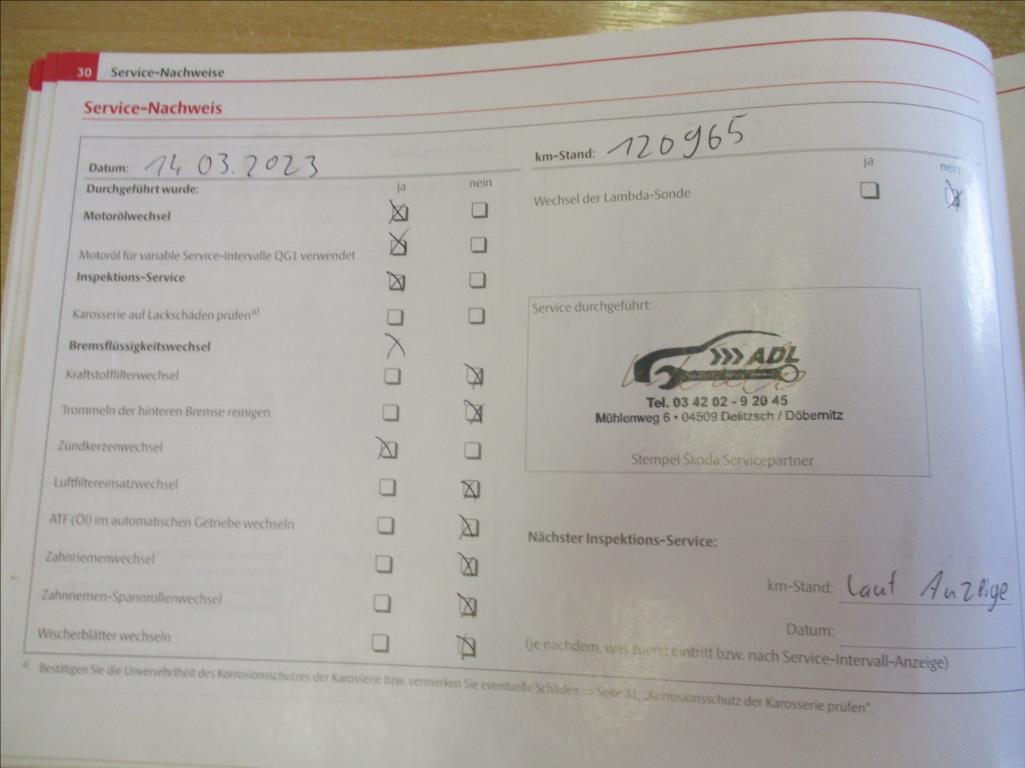 30 Service-Nachweise
Service-Nachweis
Datum: 14.03.2023
km-Stand: 120965
Durchgeführt wurde: ja nein
ja nein
Motorölwechsel
Wechsel der Lambda-Sonde
Motoröl für variable Service-Intervalle QG1 verwendet
Inspektions-Service
Karosserie auf Lackschäden prüfen a)
Bremsflüssigkeitswechsel
Kraftstofffilterwechsel
Trommeln der hinteren Bremse reinigen
Zündkerzenwechsel
Luftfiltereinsatzwechsel
ATF (Öl) im automatischen Getriebe wechseln
Zahnriemenwechsel
Zahnriemen-Spannrollenwechsel
Wischerblätter wechseln
Service durchgeführt:
ADL
Tel. 03 42 02 - 9 20 45
Mühlenweg 6 • 04509 Delitzsch / Döbernitz
Stempel Škoda Servicepartner
Nächster Inspektions-Service:
km-Stand: laut Anzeige
Datum:
(je nachdem, was zuerst eintritt bzw. nach Service-Intervall-Anzeige)
a) Bestätigen Sie die Unversehrtheit des Korrosionsschutzes der Karosserie bzw. vermerken Sie eventuelle Schäden ⇒ Seite 31, „Korrosionsschutz der Karosserie prüfen“.